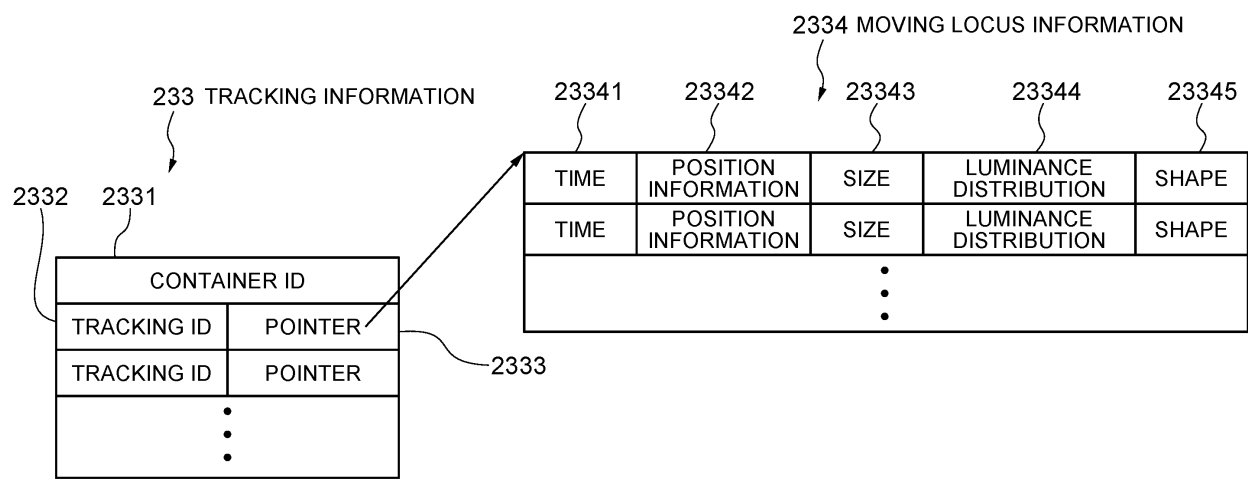 2334 MOVING LOCUS INFORMATION
233 TRACKING INFORMATION
23341 23342 23343 23344 23345
TIME POSITION INFORMATION SIZE LUMINANCE DISTRIBUTION SHAPE
TIME POSITION INFORMATION SIZE LUMINANCE DISTRIBUTION SHAPE
2332 2331
CONTAINER ID
TRACKING ID POINTER
2333
TRACKING ID POINTER